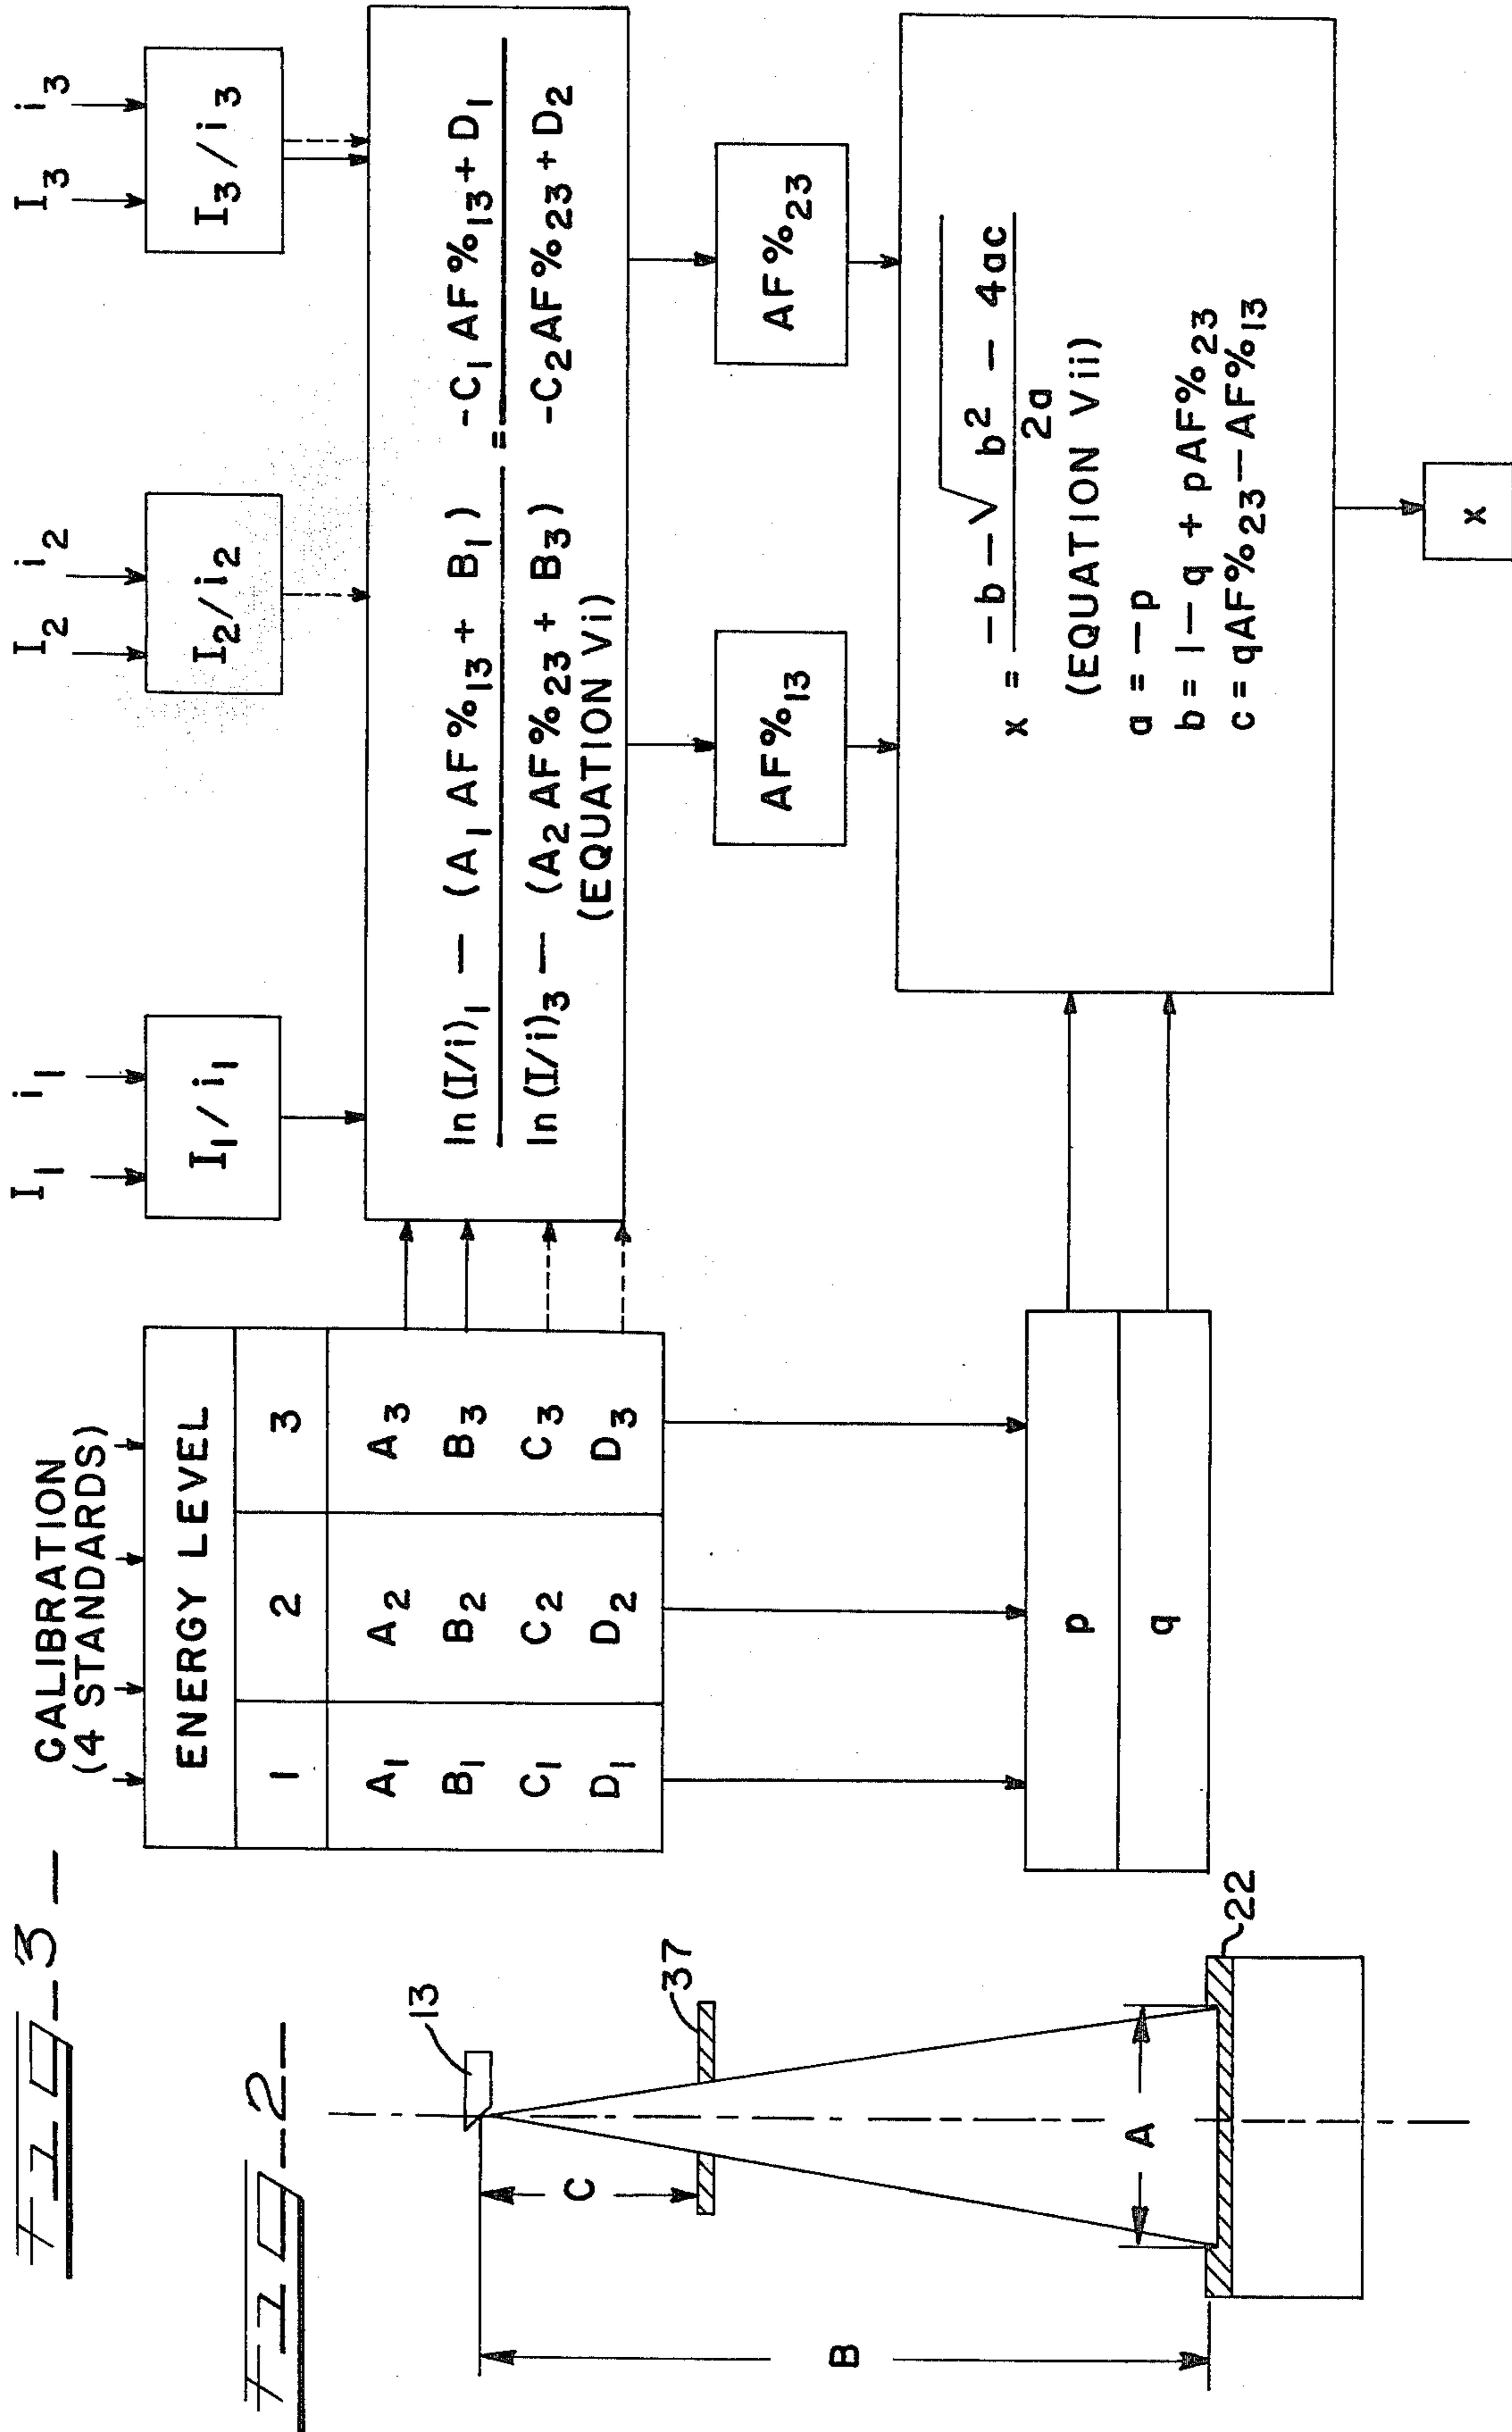 Fig-3-
CALIBRATION
(4 STANDARDS)
ENERGY LEVEL
1 2 3
A1 A2 A3
B1 B2 B3
C1 C2 C3
D1 D2 D3
p
q
I1 i1
I1/i1
I2 i2
I2/i2
I3 i3
I3/i3
ln(I/i)1 — (A1 AF%13 + B1) = -C1 AF%13 + D1
ln(I/i)3 — (A2 AF%23 + B3) -C2 AF%23 + D2
(EQUATION Vi)
AF%13
AF%23
x = -b-√ b2 - 4ac
2a
(EQUATION Vii)
a = -p
b = 1-q + pAF%23
c = qAF%23-AF%13
x
Fig-2-
13
37
C
B
A
22